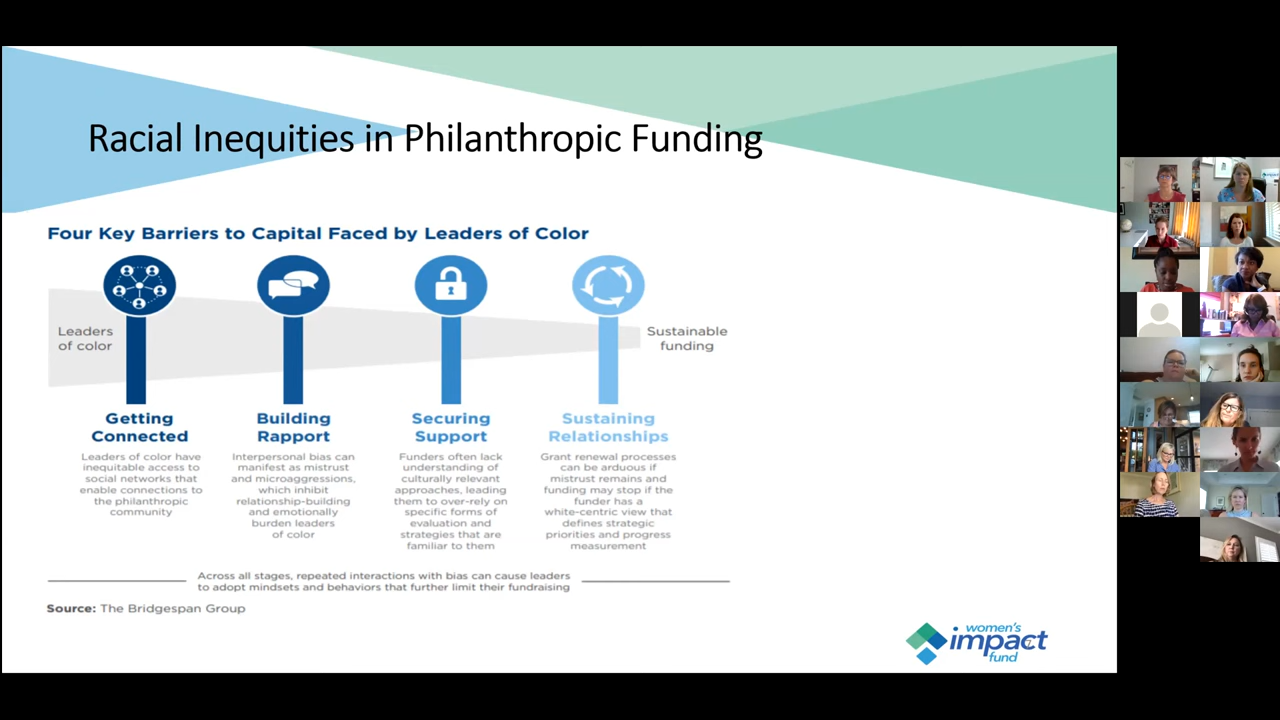 Racial Inequities in Philanthropic Funding
Four Key Barriers to Capital Faced by Leaders of Color
Leaders
of color
Sustainable
funding
Getting
Connected
Leaders of color have
inequitable access to
social networks that
enable connections to
the philanthropic
community
Building
Rapport
Interpersonal bias can
manifest as mistrust
and microaggressions,
which inhibit
relationship-building
and emotionally
burden leaders
of color
Securing
Support
Funders often lack
understanding of
culturally relevant
approaches, leading
them to over-rely on
specific forms of
evaluation and
strategies that are
familiar to them
Sustaining
Relationships
Grant renewal processes
can be arduous if
mistrust remains and
funding may stop if the
funder has a
white-centric view that
defines strategic
priorities and progress
measurement
Across all stages, repeated interactions with bias can cause leaders
to adopt mindsets and behaviors that further limit their fundraising
Source: The Bridgespan Group
women's
impact
fund